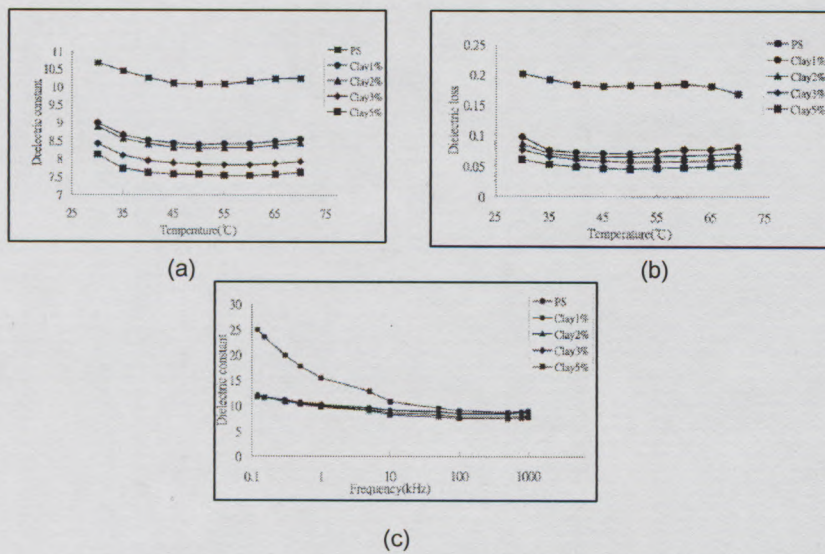 11
10.5
10
9.5
9
8.5
8
7.5
7
Dielectric constant
25 35 45 55 65 75
Temperature(℃)
PS
Clay1%
Clay2%
Clay3%
Clay5%
(a)
0.25
0.2
0.15
0.1
0.05
0
Dielectric loss
25 35 45 55 65 75
Temperature(℃)
PS
Clay1%
Clay2%
Clay3%
Clay5%
(b)
30
25
20
15
10
5
0
Dielectric constant
0.1 1 10 100 1000
Frequency(kHz)
PS
Clay1%
Clay2%
Clay3%
Clay5%
(c)